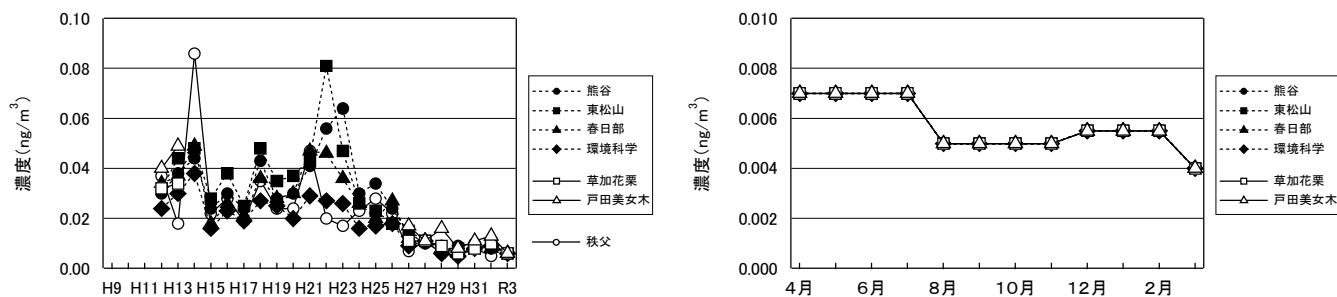 濃度(ng/m³)
0.10
0.08
0.06
0.04
0.02
0.00
H9 H11 H13 H15 H17 H19 H21 H23 H25 H27 H29 H31 R3
熊谷
東松山
春日部
環境科学
草加花栗
戸田美女木
秩父
濃度(ng/m³)
0.010
0.008
0.006
0.004
0.002
0.000
4月 6月 8月 10月 12月 2月
熊谷
東松山
春日部
環境科学
草加花栗
戸田美女木